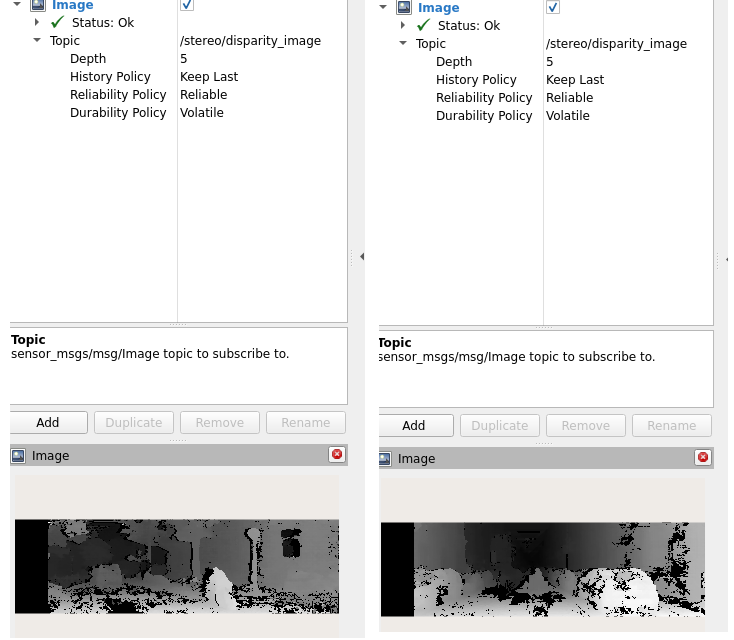 Image
Status: Ok
Topic /stereo/disparity_image
Depth 5
History Policy Keep Last
Reliability Policy Reliable
Durability Policy Volatile
Topic
sensor_msgs/msg/Image topic to subscribe to.
Add Duplicate Remove Rename
Image
Image
Status: Ok
Topic /stereo/disparity_image
Depth 5
History Policy Keep Last
Reliability Policy Reliable
Durability Policy Volatile
Topic
sensor_msgs/msg/Image topic to subscribe to.
Add Duplicate Remove Rename
Image